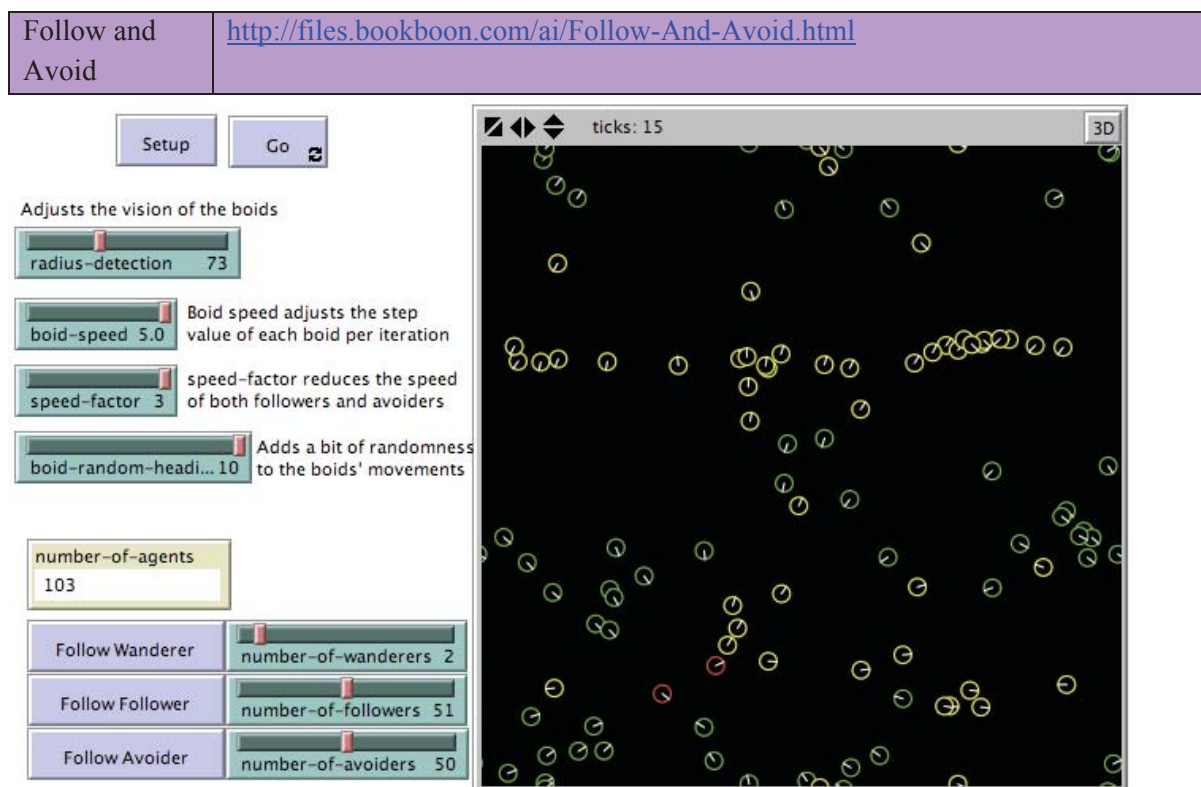 Follow and
Avoid
http://files.bookboon.com/ai/Follow-And-Avoid.html
Setup
Go
ticks: 15
3D
Adjusts the vision of the boids
radius-detection 73
Boid speed adjusts the step
value of each boid per iteration
boid-speed 5.0
speed-factor reduces the speed
of both followers and avoiders
speed-factor 3
Adds a bit of randomness
to the boids' movements
boid-random-headi... 10
number-of-agents
103
Follow Wanderer
number-of-wanderers 2
Follow Follower
number-of-followers 51
Follow Avoider
number-of-avoiders 50